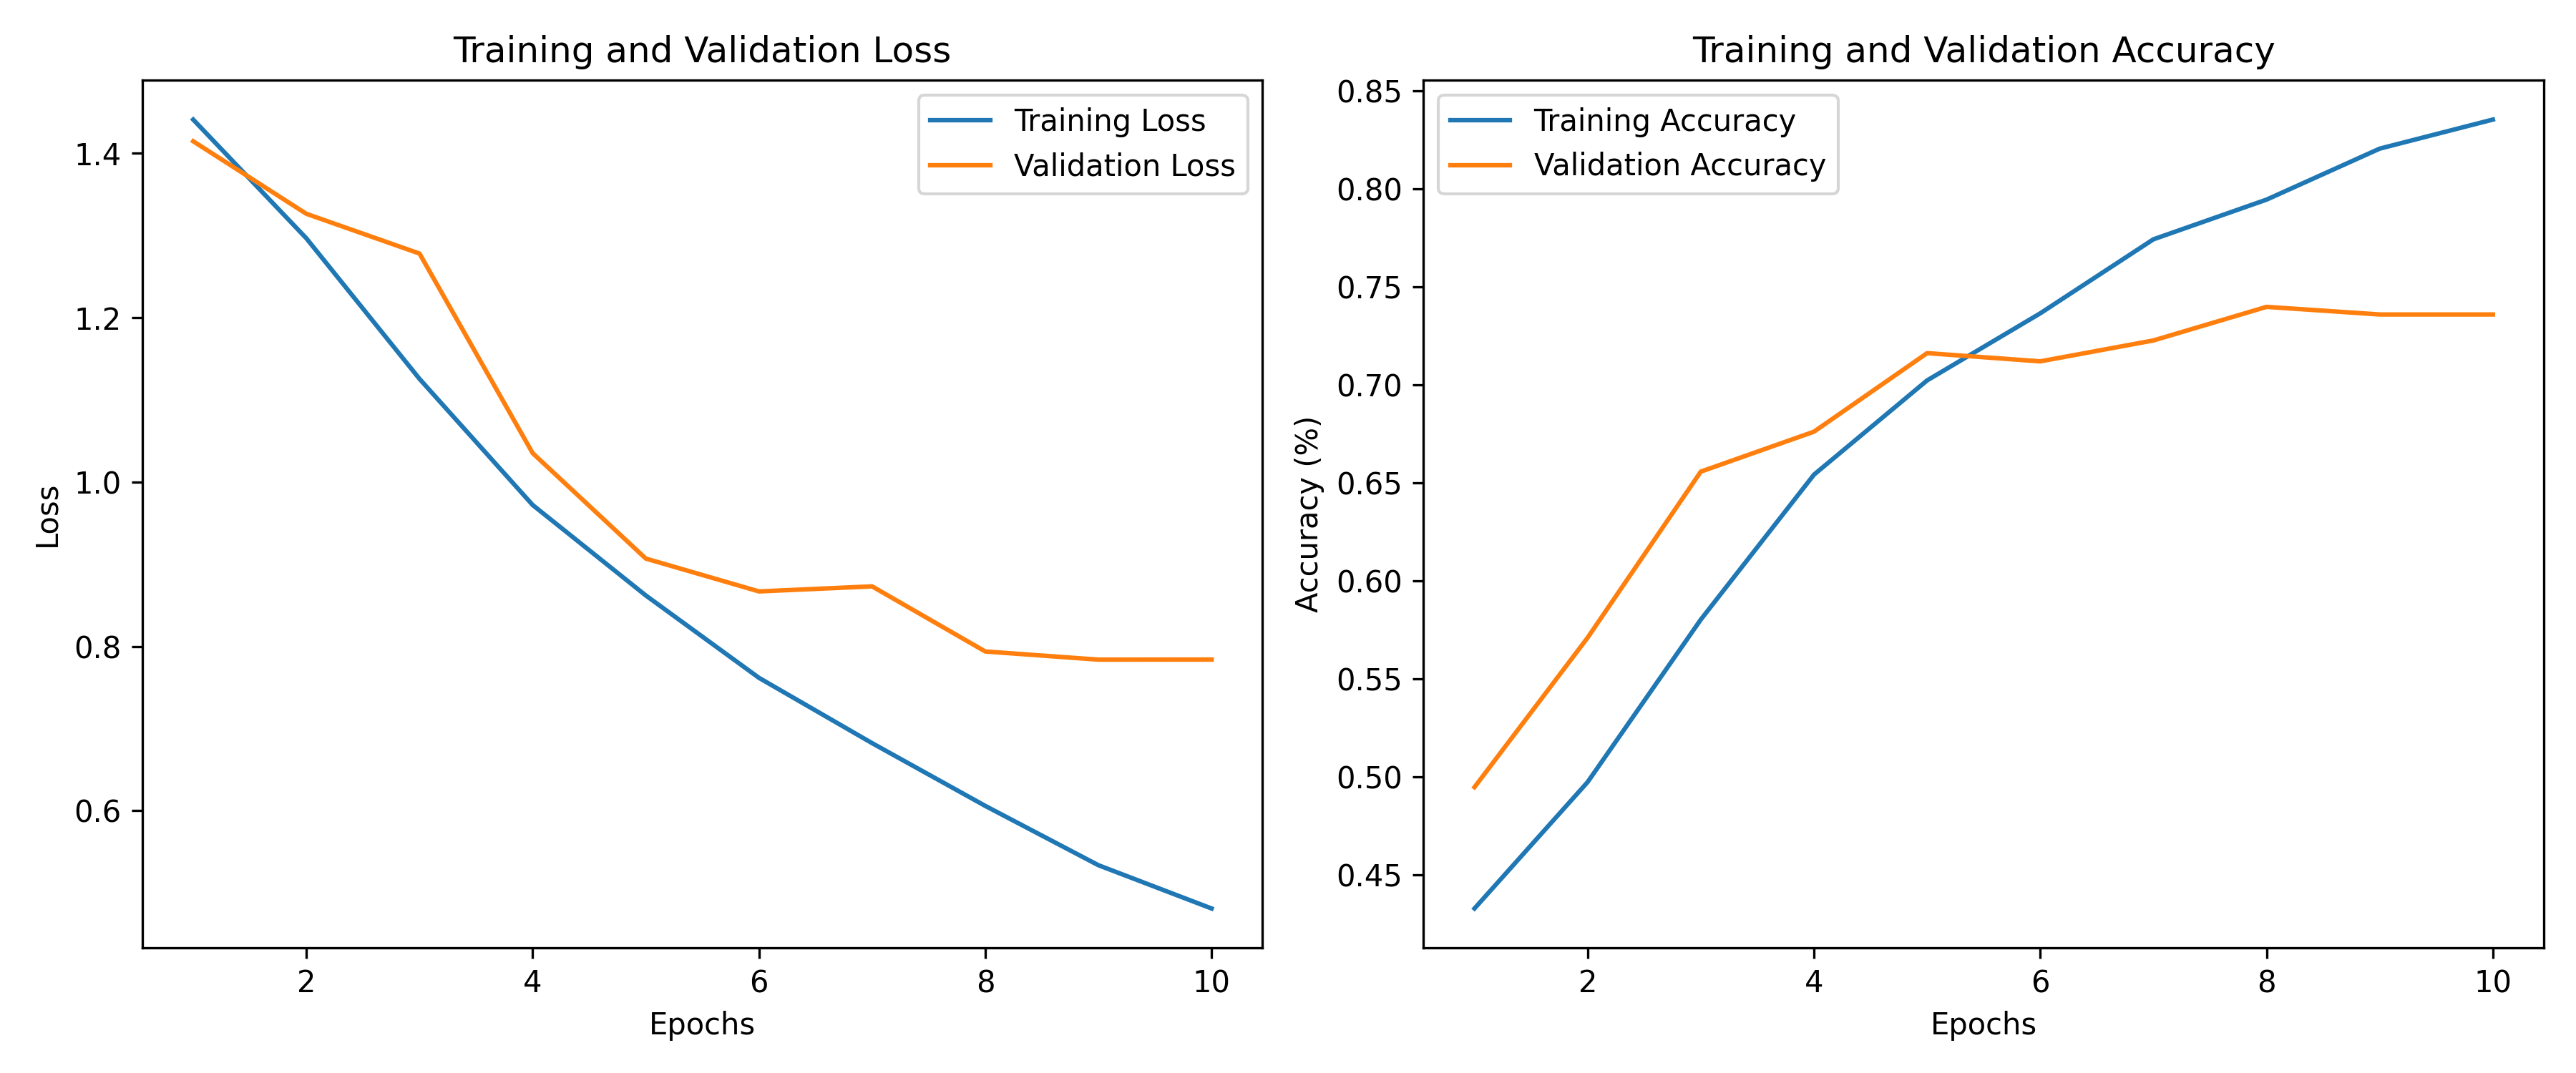 Training and Validation Loss
Training Loss
Validation Loss
1.4
1.2
1.0
0.8
0.6
Loss
2 4 6 8 10
Epochs
Training and Validation Accuracy
Training Accuracy
Validation Accuracy
0.85
0.80
0.75
0.70
0.65
0.60
0.55
0.50
0.45
Accuracy (%)
2 4 6 8 10
Epochs